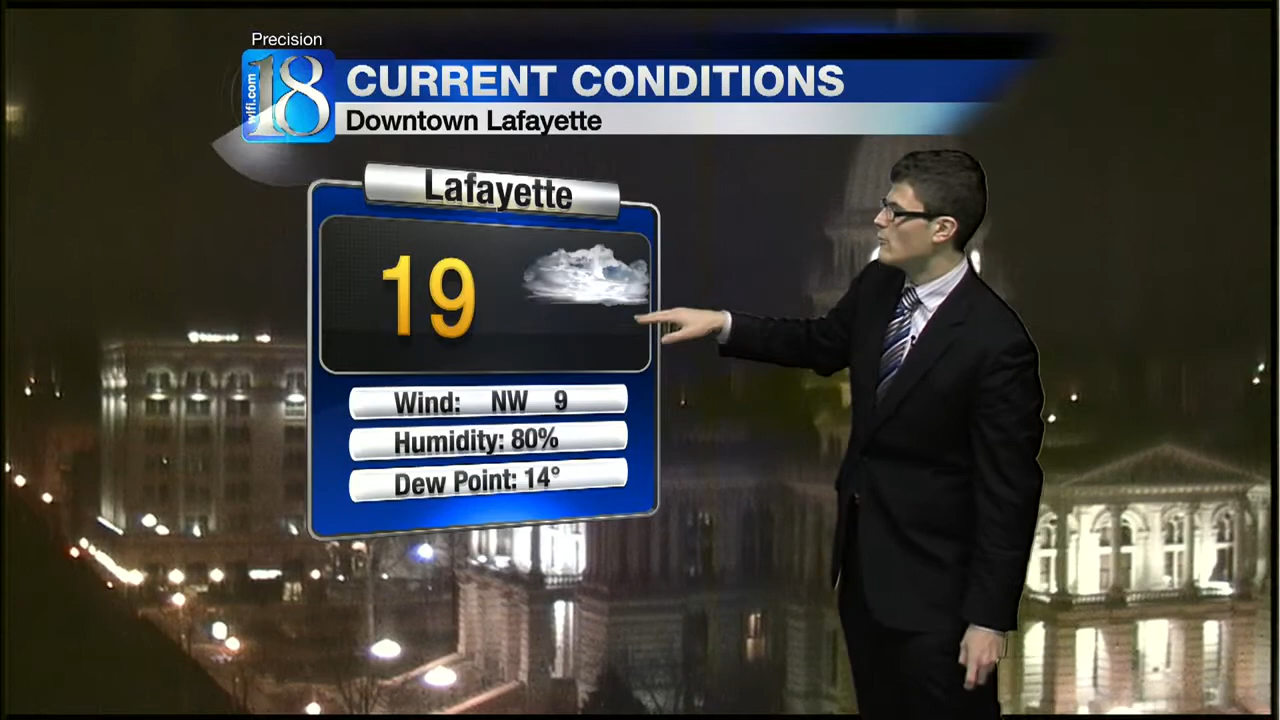 Precision
wlfi.com
18
CURRENT CONDITIONS
Downtown Lafayette
Lafayette
19
Wind: NW 9
Humidity: 80%
Dew Point: 14°